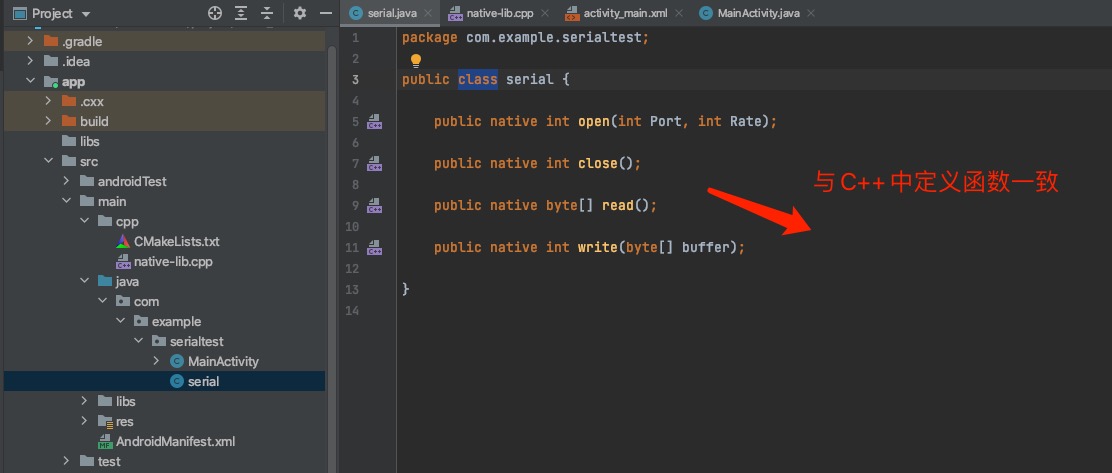 Project
.gradle
.idea
app
.cxx
build
libs
src
androidTest
main
cpp
CMakeLists.txt
native-lib.cpp
java
com
example
serialtest
MainActivity
serial
libs
res
AndroidManifest.xml
test
serial.java native-lib.cpp activity_main.xml MainActivity.java
1 package com.example.serialtest;
2
3 public class serial {
4
5 public native int open(int Port, int Rate);
6
7 public native int close();
8
9 public native byte[] read();
10
11 public native int write(byte[] buffer);
12
13 }
14
与 C++ 中定义函数一致